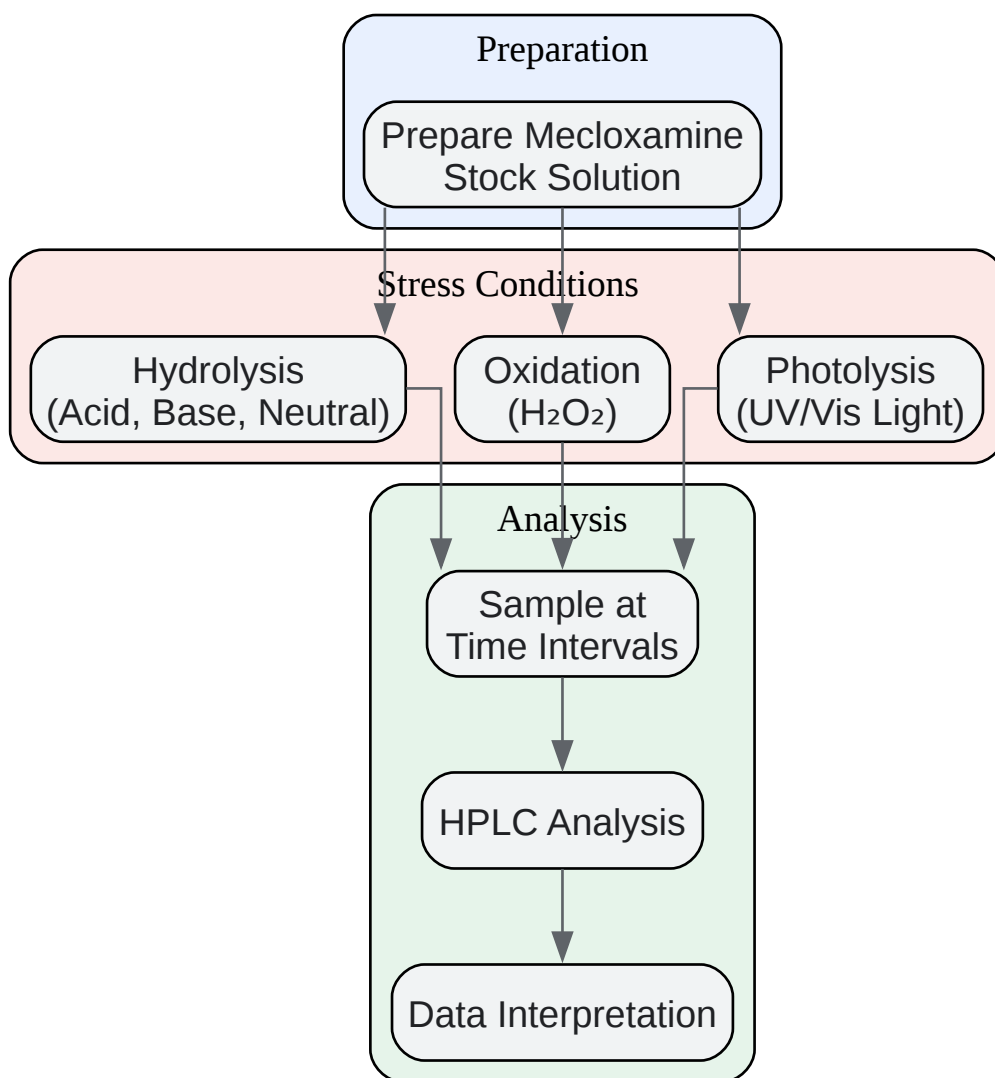 Preparation
Prepare Mecloxamine
Stock Solution
Stress Conditions
Hydrolysis
(Acid, Base, Neutral)
Oxidation
(H₂O₂)
Photolysis
(UV/Vis Light)
Analysis
Sample at
Time Intervals
HPLC Analysis
Data Interpretation